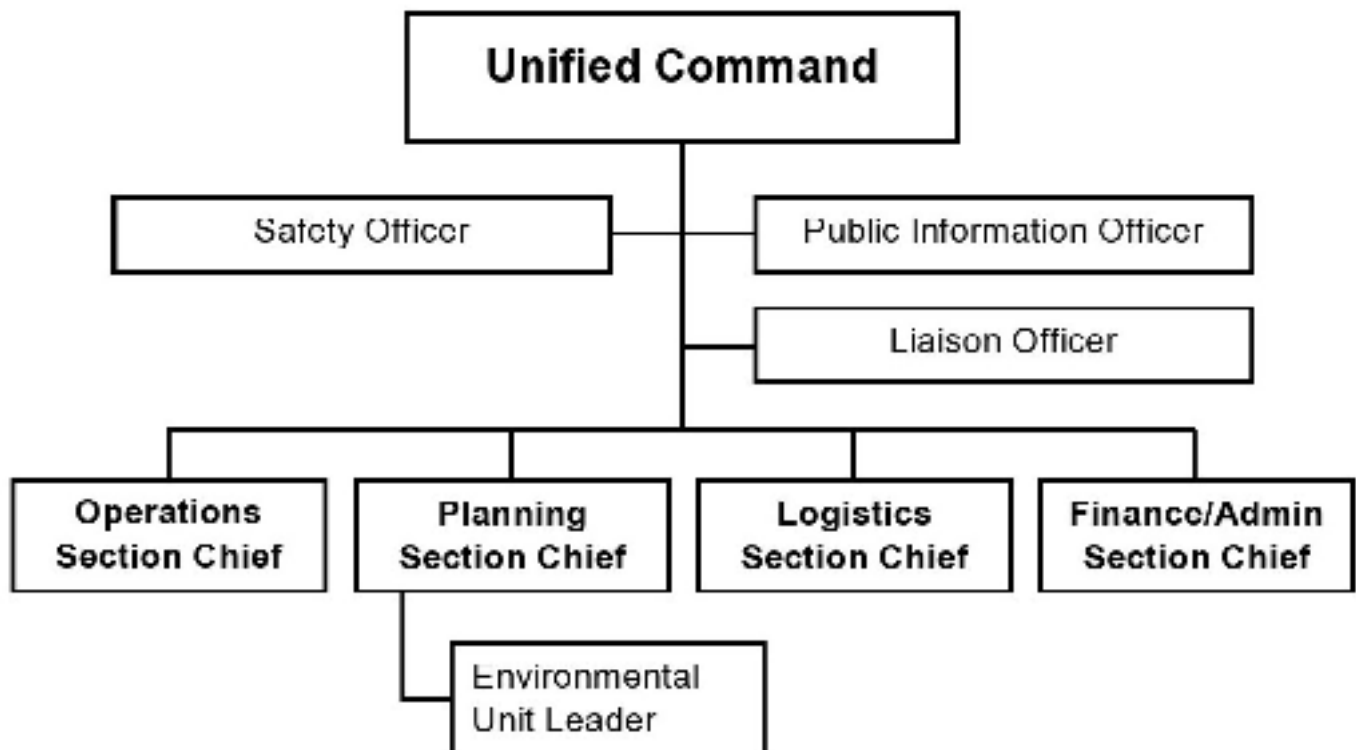 Unified Command
Safety Officer
Public Information Officer
Liaison Officer
Operations
Section Chief
Planning
Section Chief
Logistics
Section Chief
Finance/Admin
Section Chief
Environmental
Unit Leader